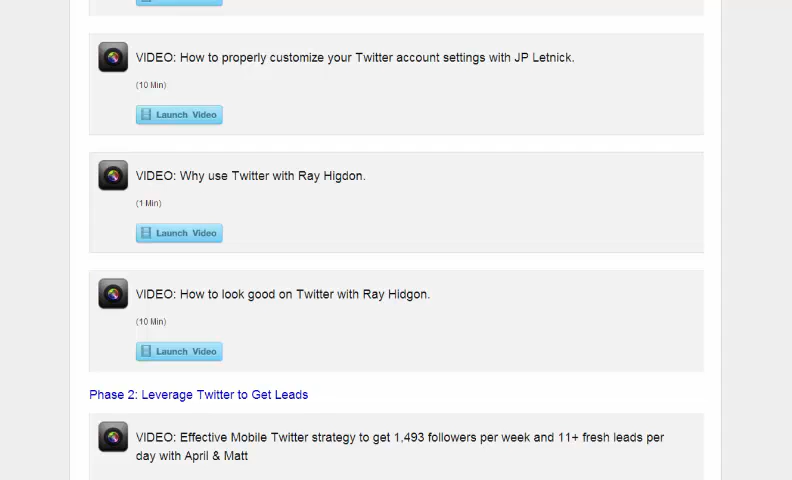 VIDEO: How to properly customize your Twitter account settings with JP Letnick.
(10 Min)
Launch Video
VIDEO: Why use Twitter with Ray Higdon.
(1 Min)
Launch Video
VIDEO: How to look good on Twitter with Ray Hidgon.
(10 Min)
Launch Video
Phase 2: Leverage Twitter to Get Leads
VIDEO: Effective Mobile Twitter strategy to get 1,493 followers per week and 11+ fresh leads per
day with April & Matt